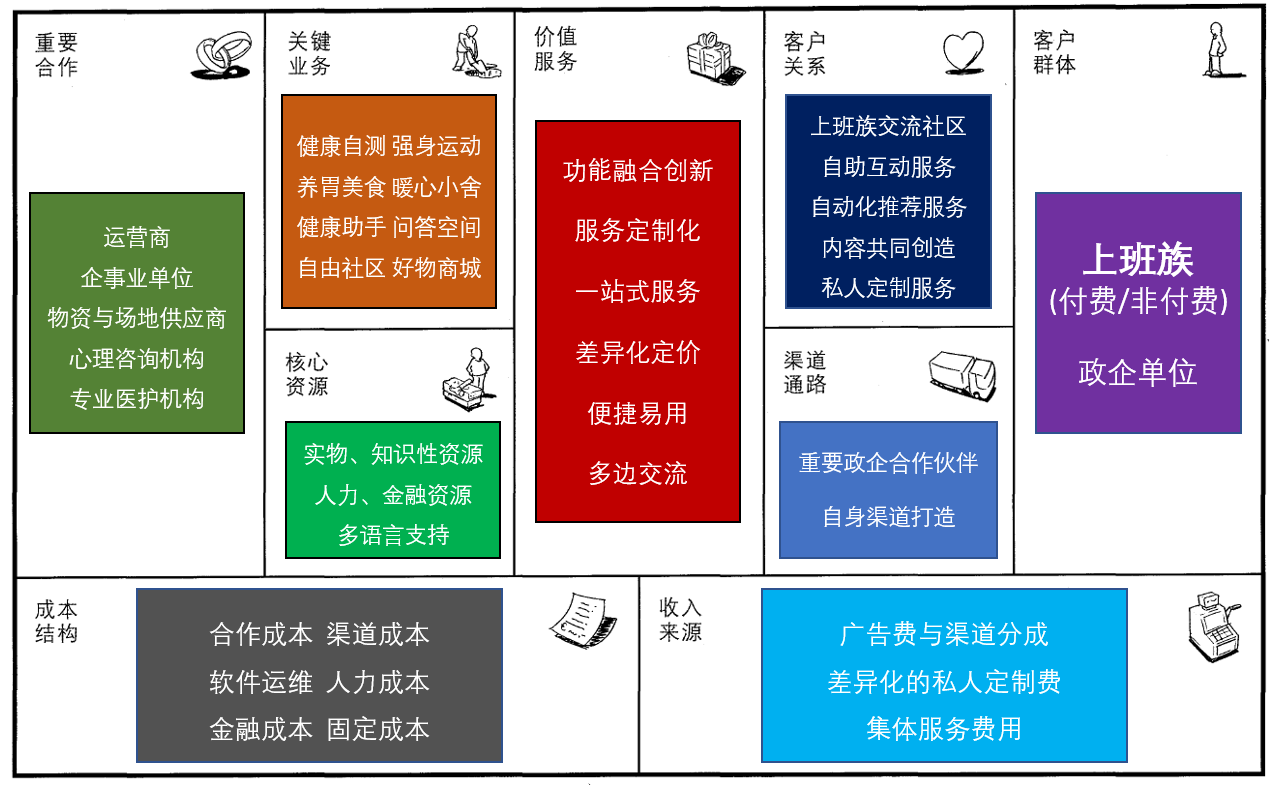 重要
合作
运营商
企事业单位
物资与场地供应商
心理咨询机构
专业医护机构
关键
业务
健康自测 强身运动
养胃美食 暖心小舍
健康助手 问答空间
自由社区 好物商城
核心
资源
实物、知识性资源
人力、金融资源
多语言支持
价值
服务
功能融合创新
服务定制化
一站式服务
差异化定价
便捷易用
多边交流
客户
关系
上班族交流社区
自助互动服务
自动化推荐服务
内容共同创造
私人定制服务
渠道
通路
重要政企合作伙伴
自身渠道打造
客户
群体
上班族
(付费/非付费)
政企单位
成本
结构
合作成本 渠道成本
软件运维 人力成本
金融成本 固定成本
收入
来源
广告费与渠道分成
差异化的私人定制费
集体服务费用